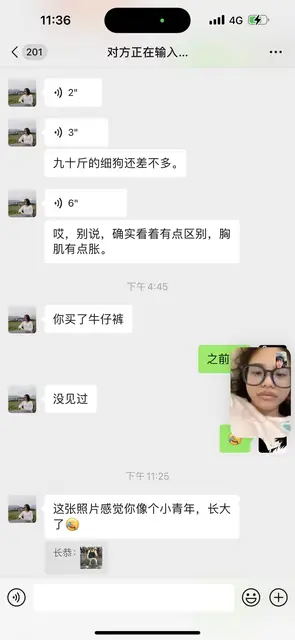 11:36
4G
201
对方正在输入...
2"
3"
九十斤的细狗还差不多。
6"
哎，别说，确实看着有点区别，胸
肌有点胀。
下午 4:45
你买了牛仔裤
之前
没见过
下午 11:25
这张照片感觉你像个小青年，长大
了
长恭：